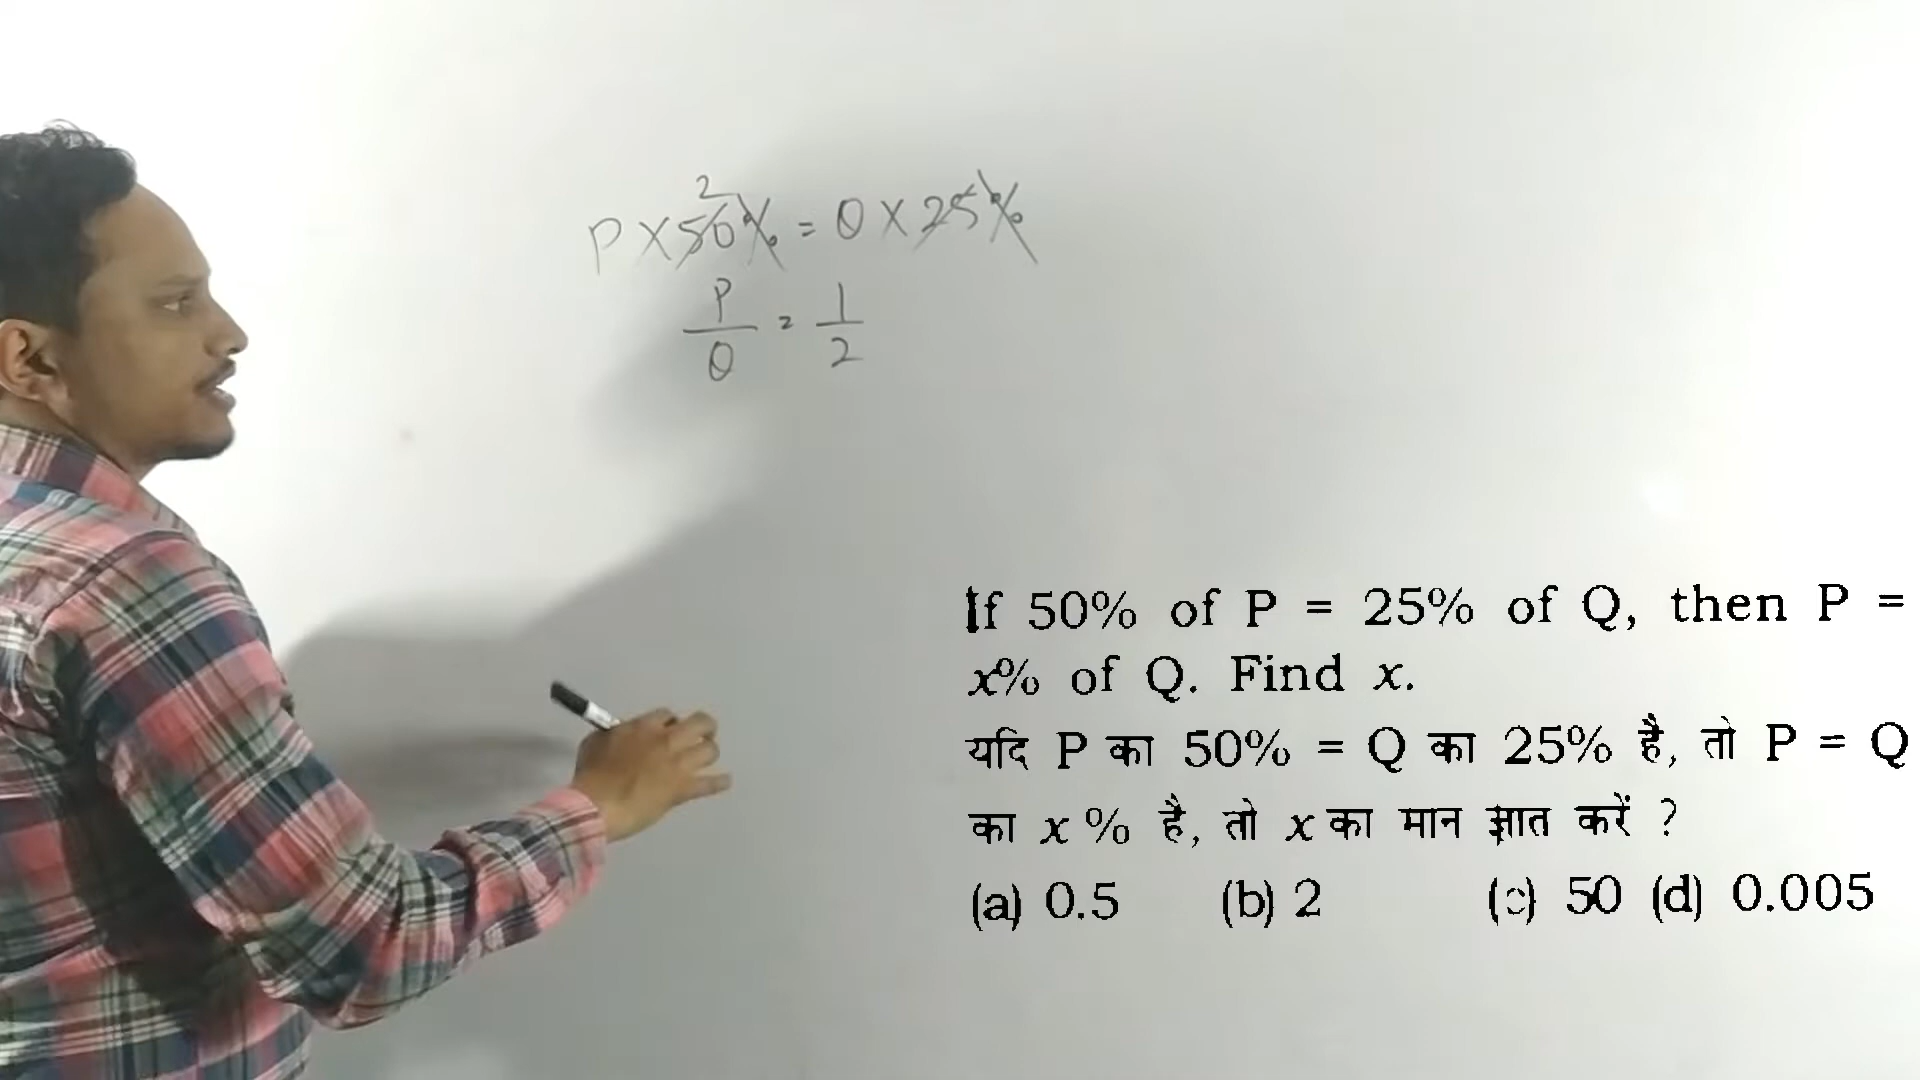 P × 50% = Q × 25%
2
P/Q = 1/2
If 50% of P = 25% of Q, then P =
x% of Q. Find x.
यदि P का 50% = Q का 25% है, तो P = Q
का x % है, तो x का मान ज्ञात करें ?
(a) 0.5 (b) 2 (c) 50 (d) 0.005